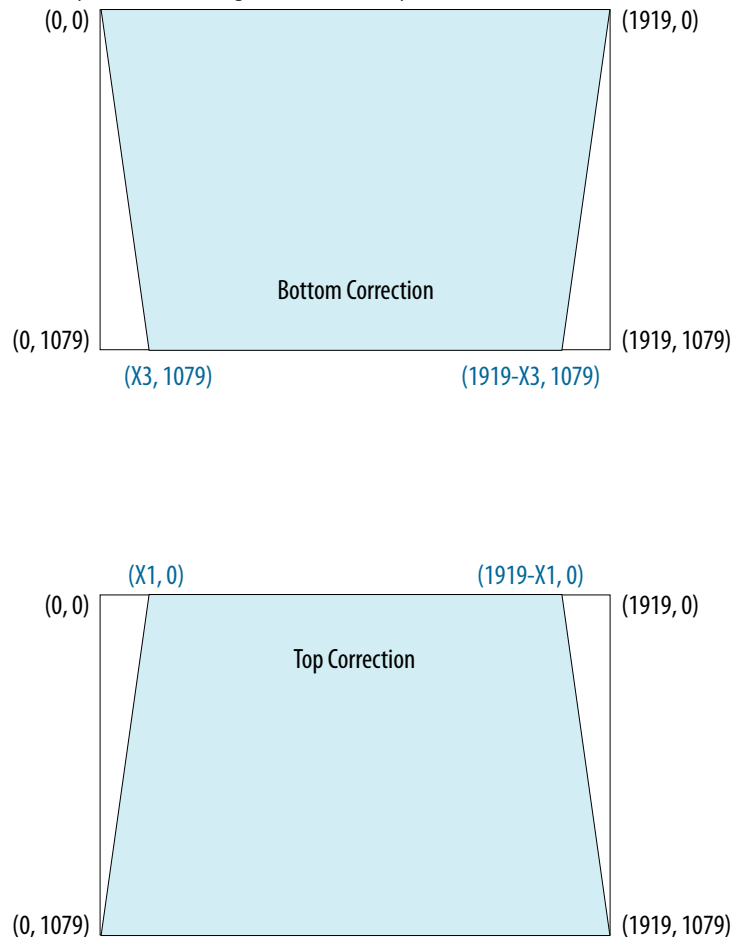 (0, 0)
(1919, 0)
Bottom Correction
(0, 1079)
(1919, 1079)
(X3, 1079)
(1919-X3, 1079)
(X1, 0)
(1919-X1, 0)
(0, 0)
(1919, 0)
Top Correction
(0, 1079)
(1919, 1079)